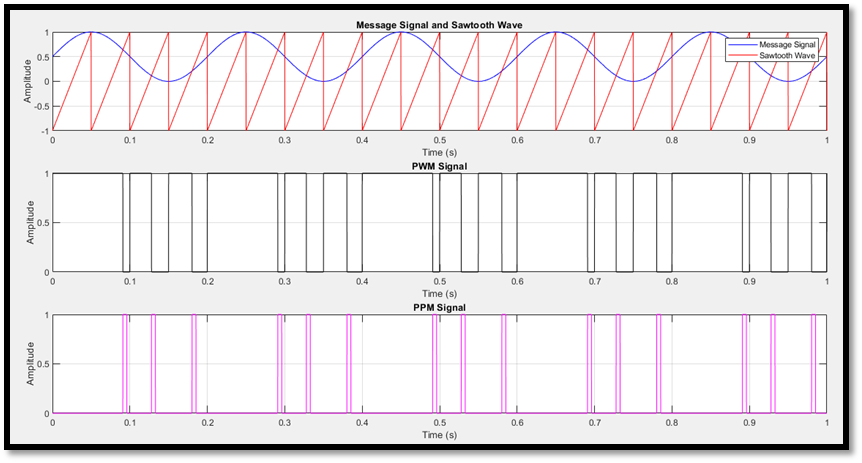 Message Signal and Sawtooth Wave
Message Signal
Sawtooth Wave
Amplitude
1
0.5
0
-0.5
-1
0 0.1 0.2 0.3 0.4 0.5 0.6 0.7 0.8 0.9 1
Time (s)
PWM Signal
Amplitude
1
0.5
0
0 0.1 0.2 0.3 0.4 0.5 0.6 0.7 0.8 0.9 1
Time (s)
PPM Signal
Amplitude
1
0.5
0
0 0.1 0.2 0.3 0.4 0.5 0.6 0.7 0.8 0.9 1
Time (s)